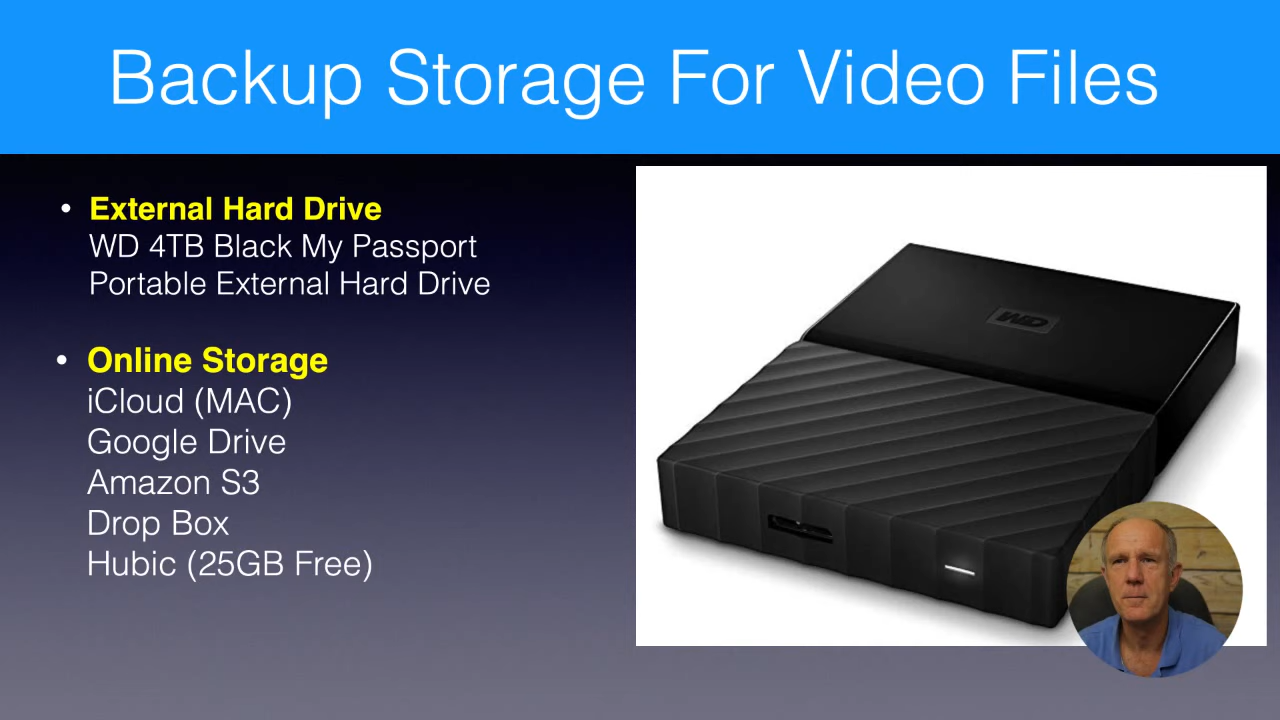 Backup Storage For Video Files
• External Hard Drive
WD 4TB Black My Passport
Portable External Hard Drive
• Online Storage
iCloud (MAC)
Google Drive
Amazon S3
Drop Box
Hubic (25GB Free)
WD